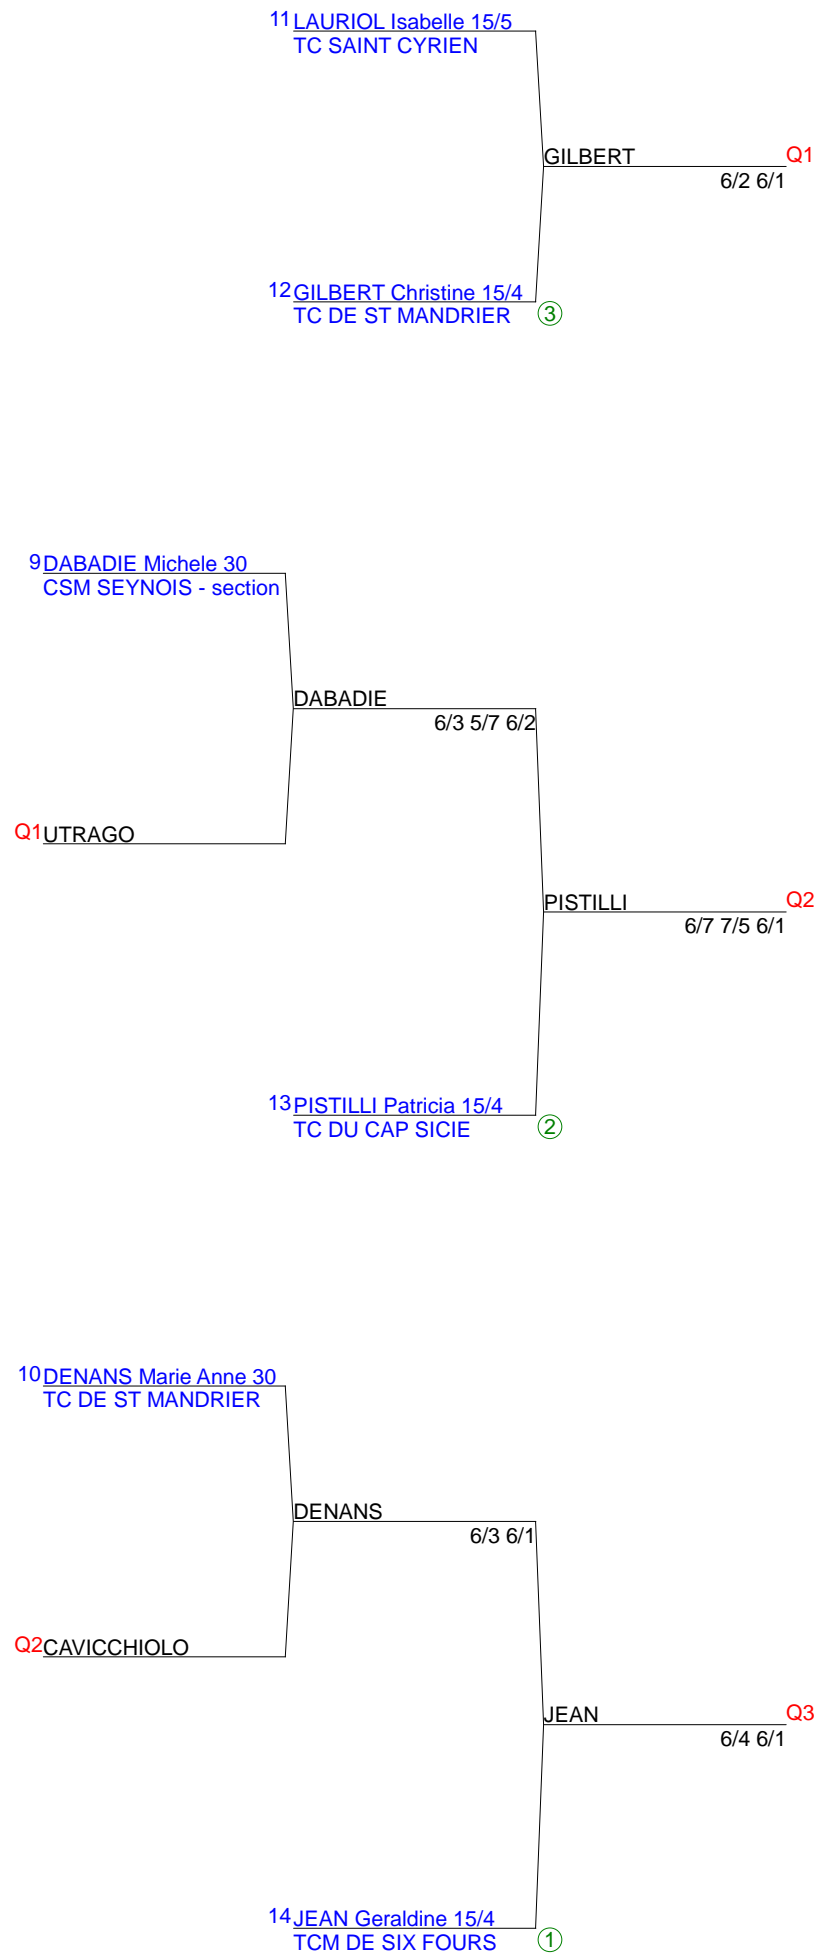 11 LAURIOL Isabelle 15/5
TC SAINT CYRIEN
GILBERT Q1
6/2 6/1
12 GILBERT Christine 15/4
TC DE ST MANDRIER 3
9 DABADIE Michele 30
CSM SEYNOIS - section
DABADIE
6/3 5/7 6/2
Q1 UTRAGO
PISTILLI Q2
6/7 7/5 6/1
13 PISTILLI Patricia 15/4
TC DU CAP SICIE 2
10 DENANS Marie Anne 30
TC DE ST MANDRIER
DENANS
6/3 6/1
Q2 CAVICCHIOLO
JEAN Q3
6/4 6/1
14 JEAN Geraldine 15/4
TCM DE SIX FOURS 1